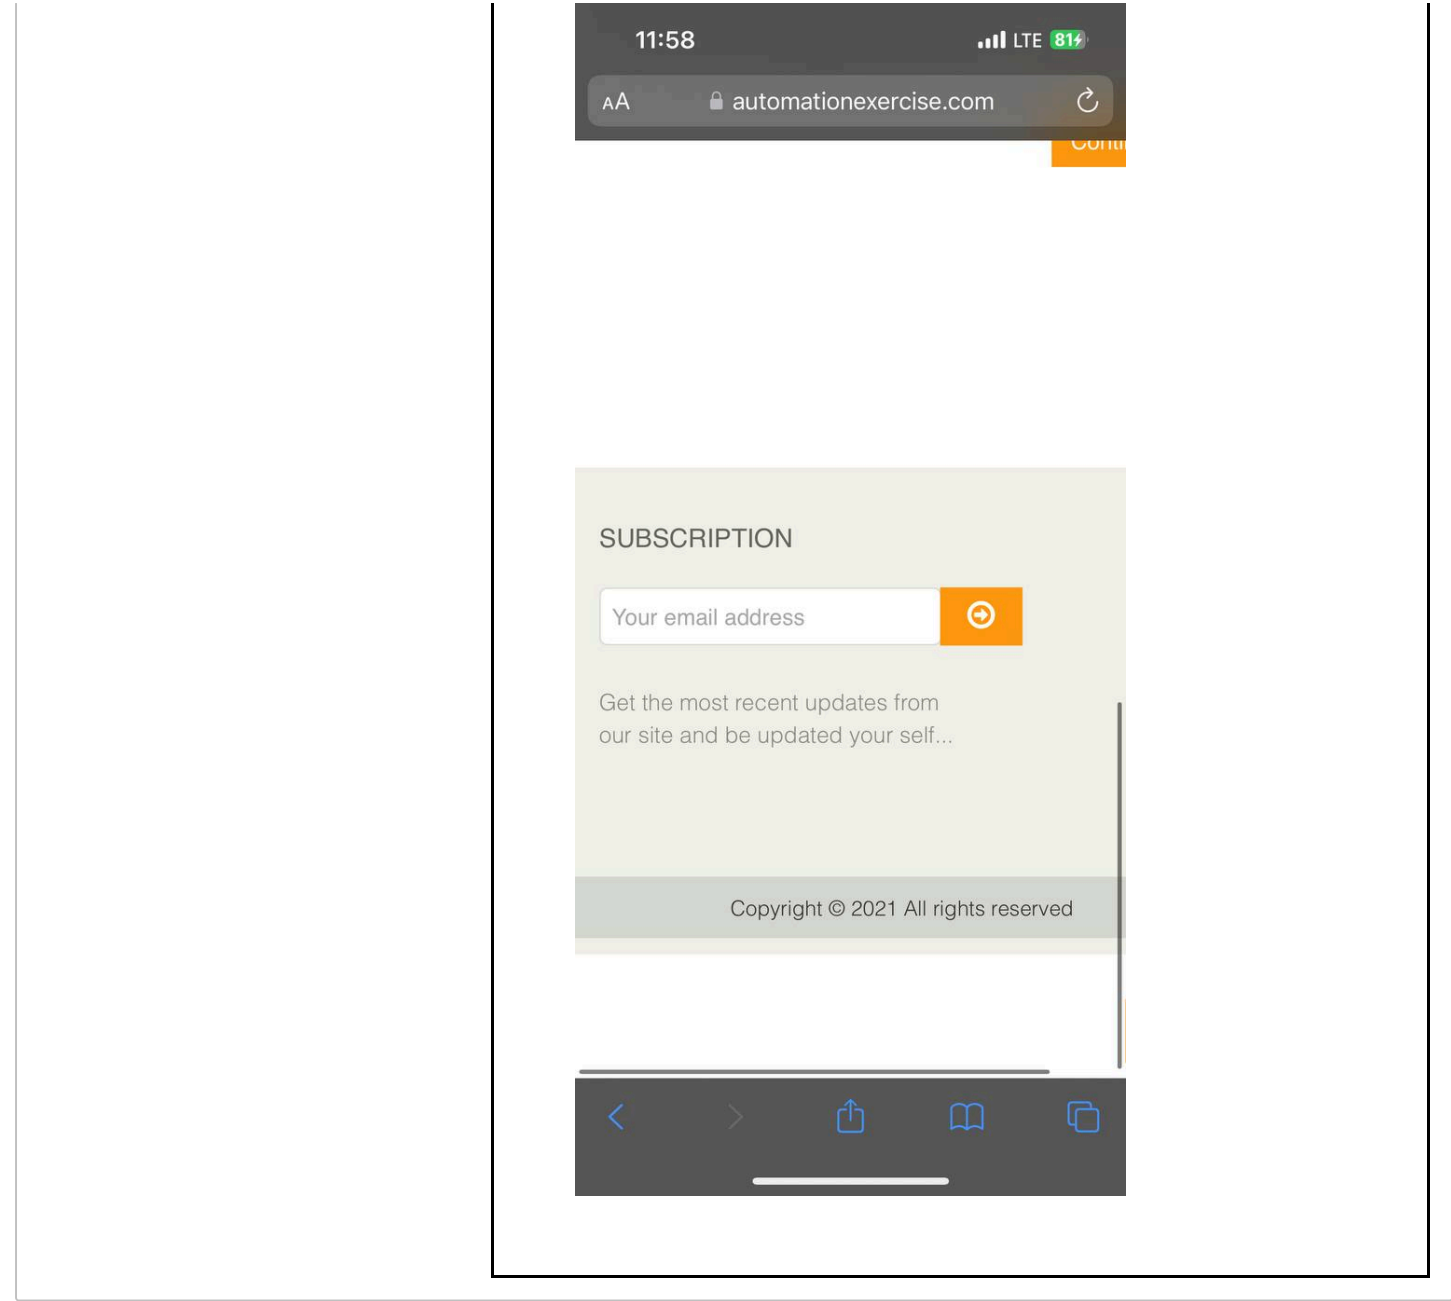 11:58 LTE 81
AA automationexercise.com
SUBSCRIPTION
Your email address
Get the most recent updates from
our site and be updated your self...
Copyright © 2021 All rights reserved